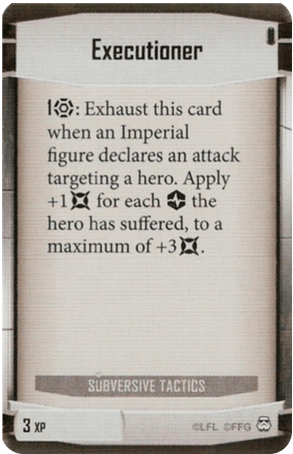 Executioner
1: Exhaust this card
when an Imperial
figure declares an attack
targeting a hero. Apply
+1 for each the
hero has suffered, to a
maximum of +3.
SUBVERSIVE TACTICS
3 XP
©LFL ©FFG